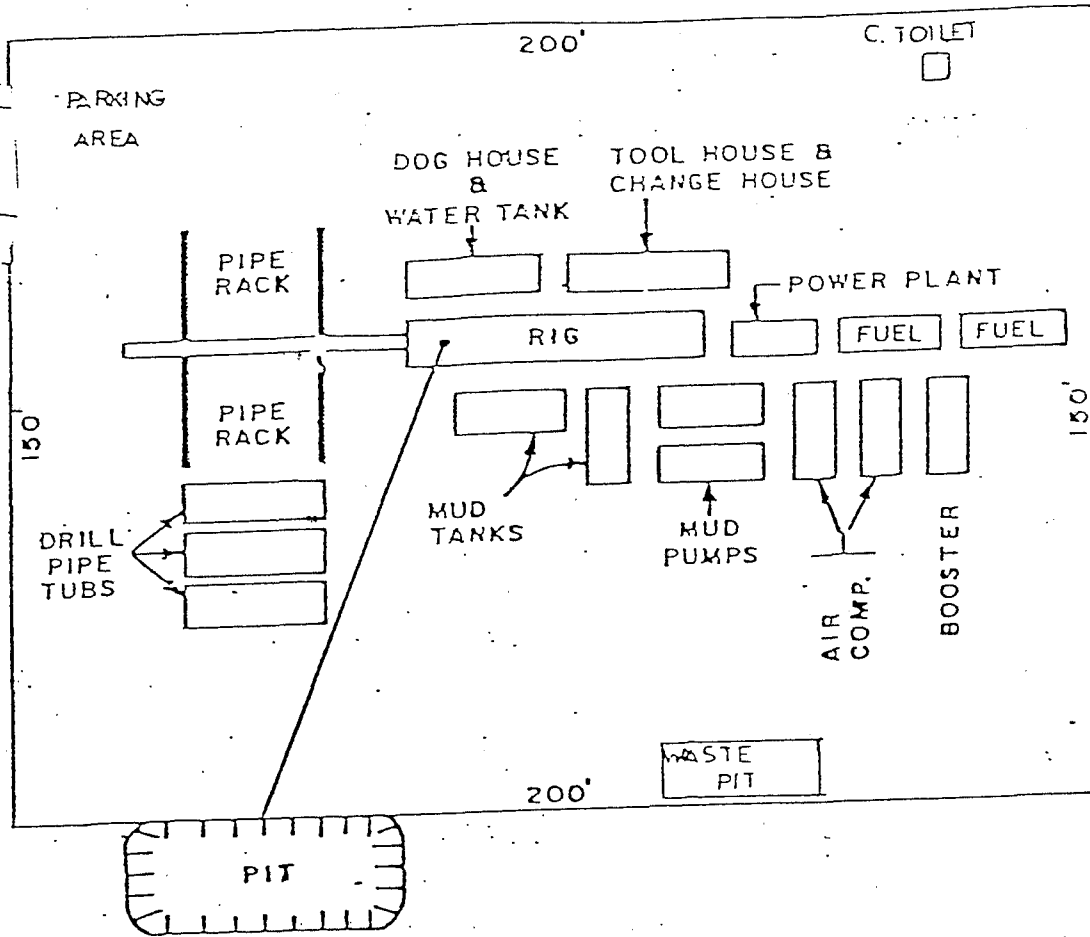 200'
C. TOILET
PARKING
AREA
DOG HOUSE
&
WATER TANK
TOOL HOUSE &
CHANGE HOUSE
PIPE
RACK
POWER PLANT
RIG
FUEL
FUEL
PIPE
RACK
150'
150'
MUD
TANKS
MUD
PUMPS
DRILL
PIPE
TUBS
AIR
COMP.
BOOSTER
WASTE
PIT
200'
PIT